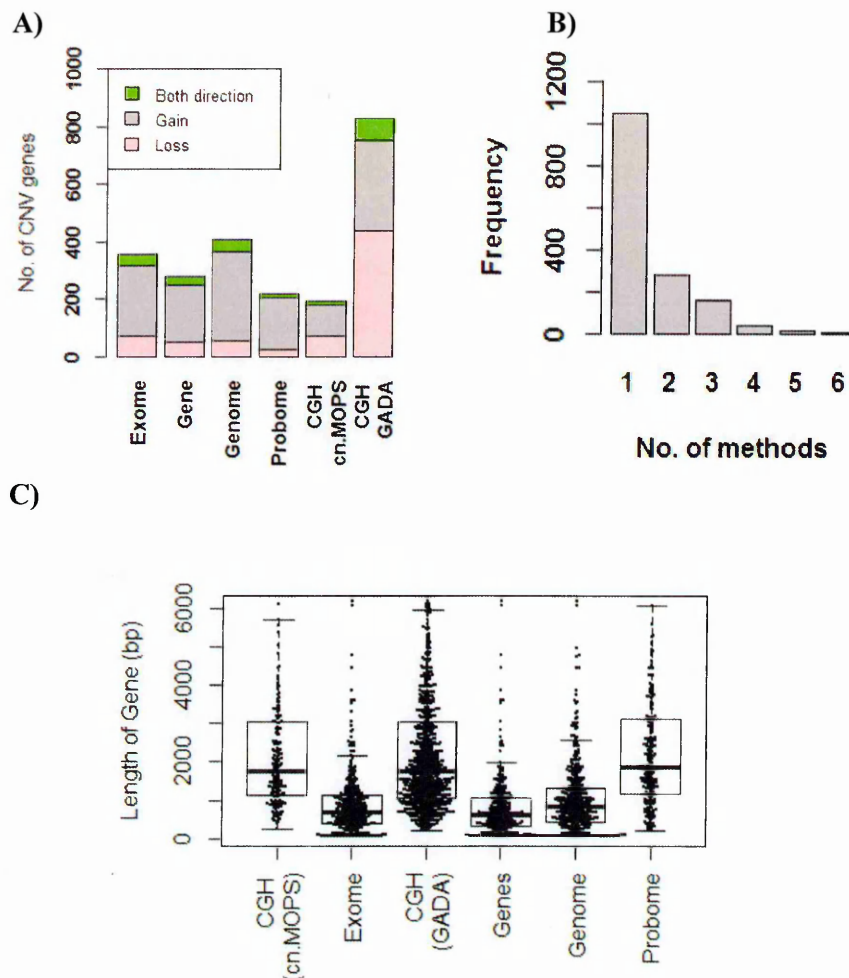 A)
No. of CNV genes
1000
800
600
400
200
0
Both direction
Gain
Loss
Exome
Gene
Genome
Probome
CGH
cn.MOPS
CGH
GADA
B)
Frequency
1200
800
400
0
1 2 3 4 5 6
No. of methods
C)
Length of Gene (bp)
6000
4000
2000
0
CGH
(cn.MOPS)
Exome
CGH
(GADA)
Genes
Genome
Probome